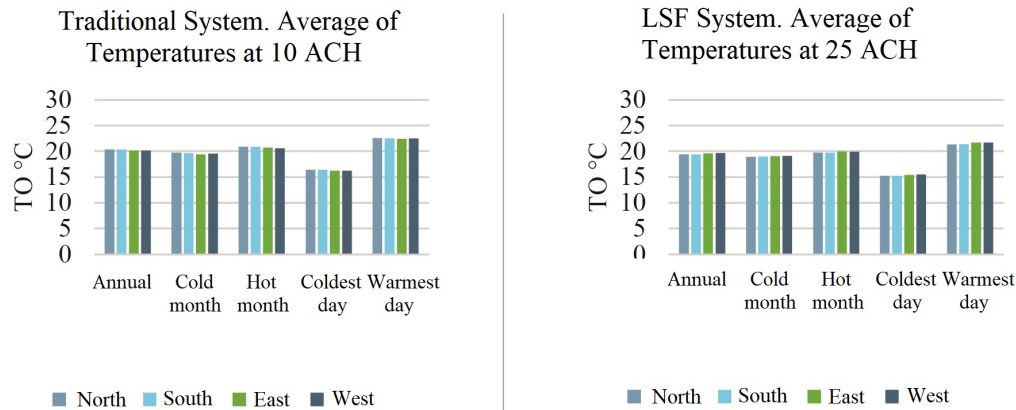 Traditional System. Average of
Temperatures at 10 ACH
TO °C
30
25
20
15
10
5
0
Annual
Cold
month
Hot
month
Coldest
day
Warmest
day
North
South
East
West
LSF System. Average of
Temperatures at 25 ACH
TO °C
30
25
20
15
10
5
0
Annual
Cold
month
Hot
month
Coldest
day
Warmest
day
North
South
East
West